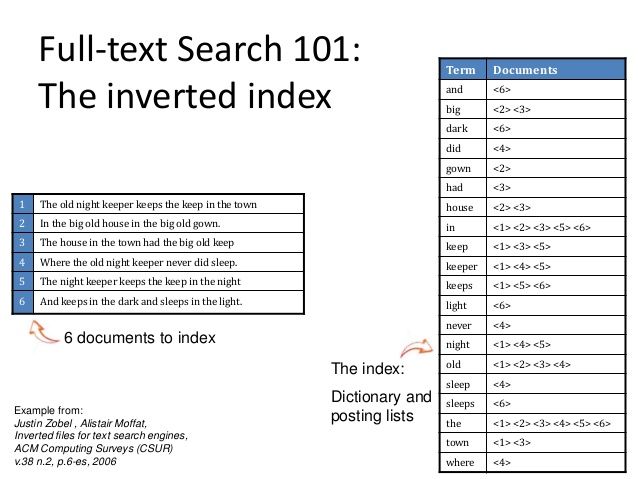 Full-text Search 101:
The inverted index
1 The old night keeper keeps the keep in the town
2 In the big old house in the big old gown.
3 The house in the town had the big old keep
4 Where the old night keeper never did sleep.
5 The night keeper keeps the keep in the night
6 And keeps in the dark and sleeps in the light.
6 documents to index
Term Documents
and <6>
big <2> <3>
dark <6>
did <4>
gown <2>
had <3>
house <2> <3>
in <1> <2> <3> <5> <6>
keep <1> <3> <5>
keeper <1> <4> <5>
keeps <1> <5> <6>
light <6>
never <4>
night <1> <4> <5>
old <1> <2> <3> <4>
sleep <4>
sleeps <6>
the <1> <2> <3> <4> <5> <6>
town <1> <3>
where <4>
The index:
Dictionary and
posting lists
Example from:
Justin Zobel , Alistair Moffat,
Inverted files for text search engines,
ACM Computing Surveys (CSUR)
v.38 n.2, p.6-es, 2006